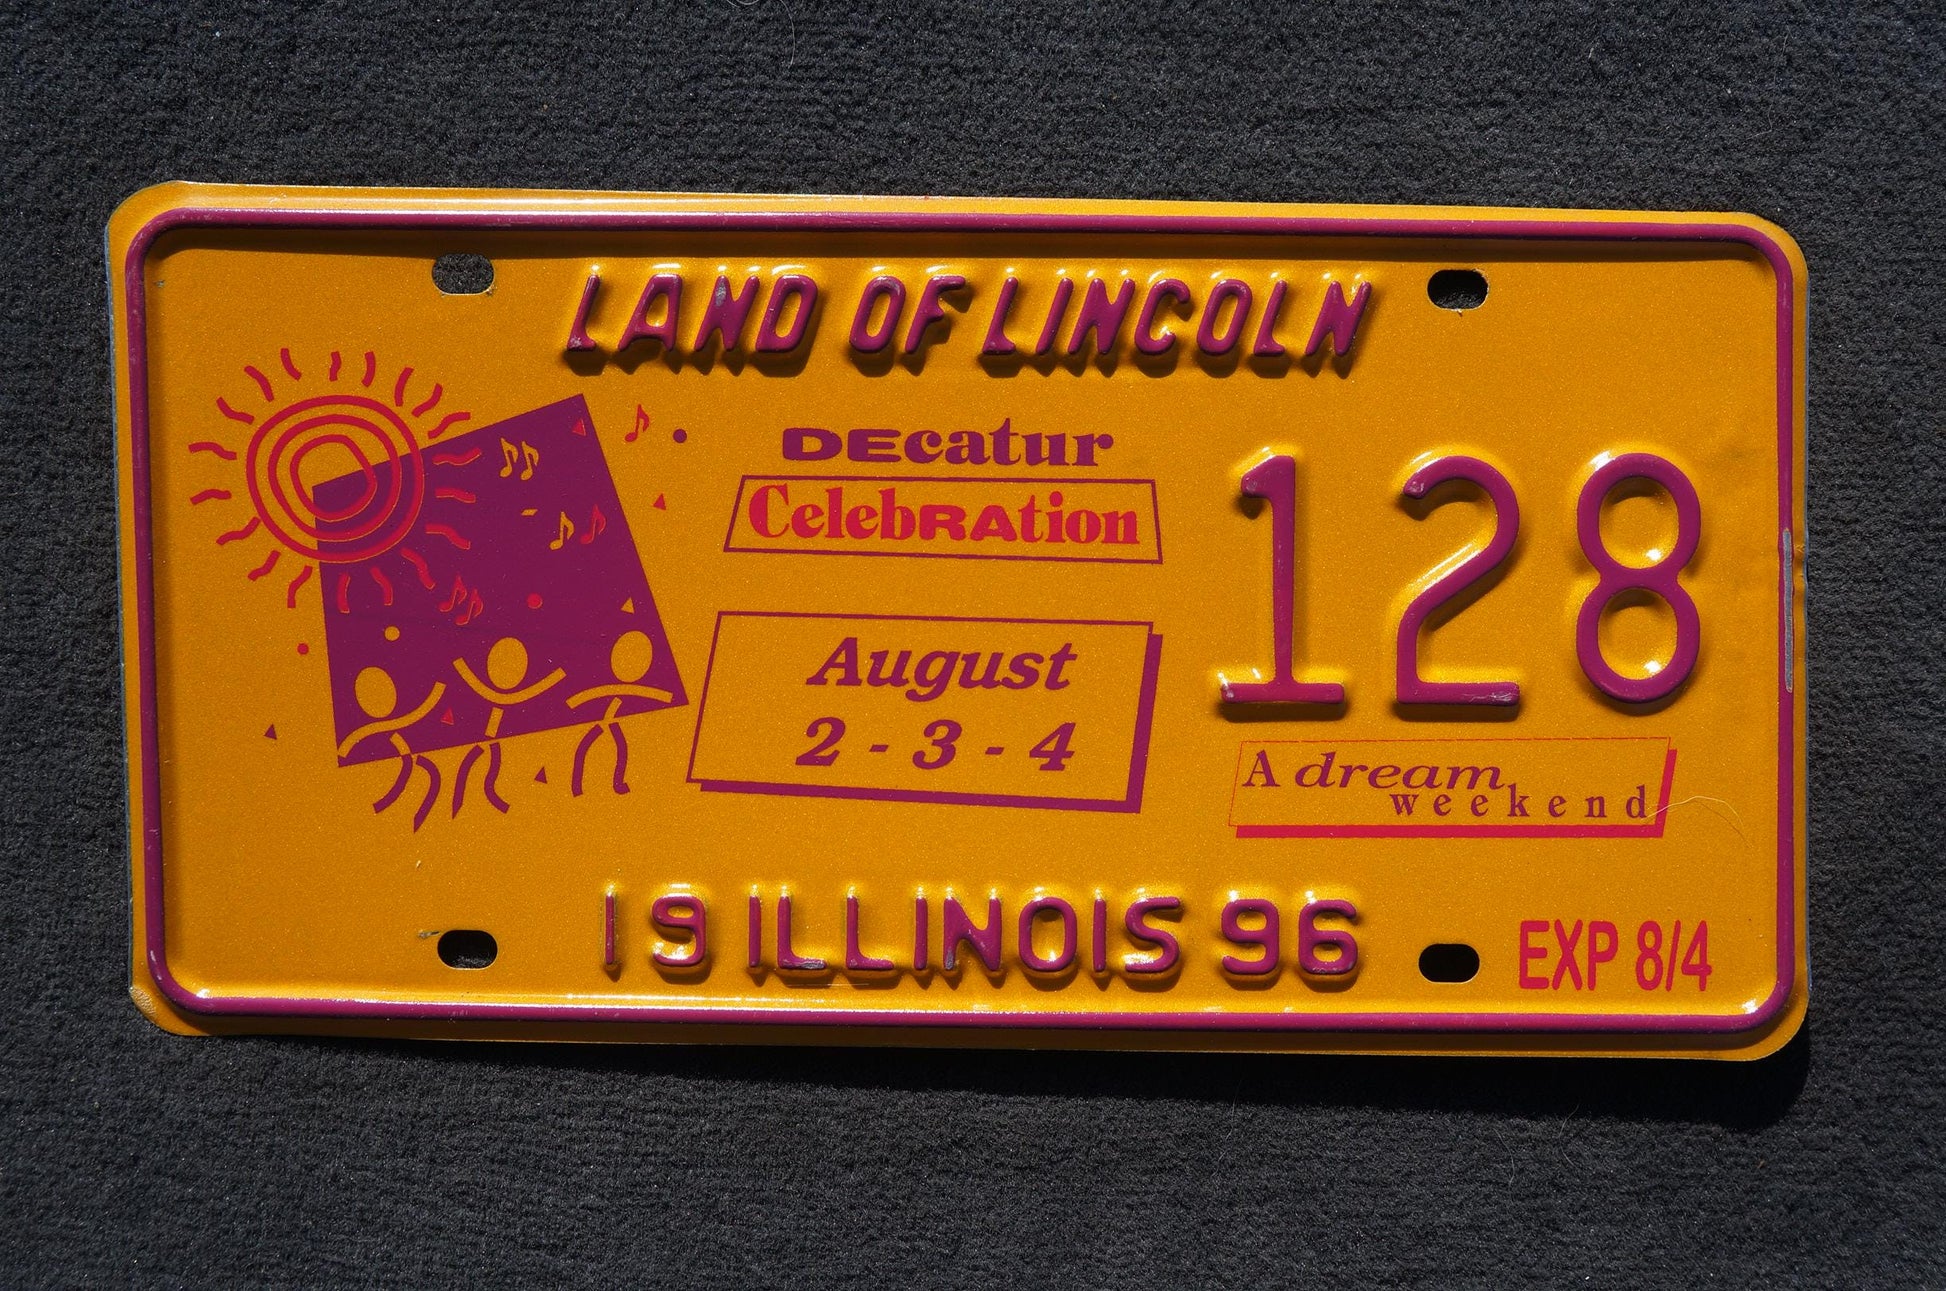 LAND OF LINCOLN
DEcatur
CelebRAtion
128
August
2 - 3 - 4
A dream
weekend
19 ILLINOIS 96
EXP 8/4